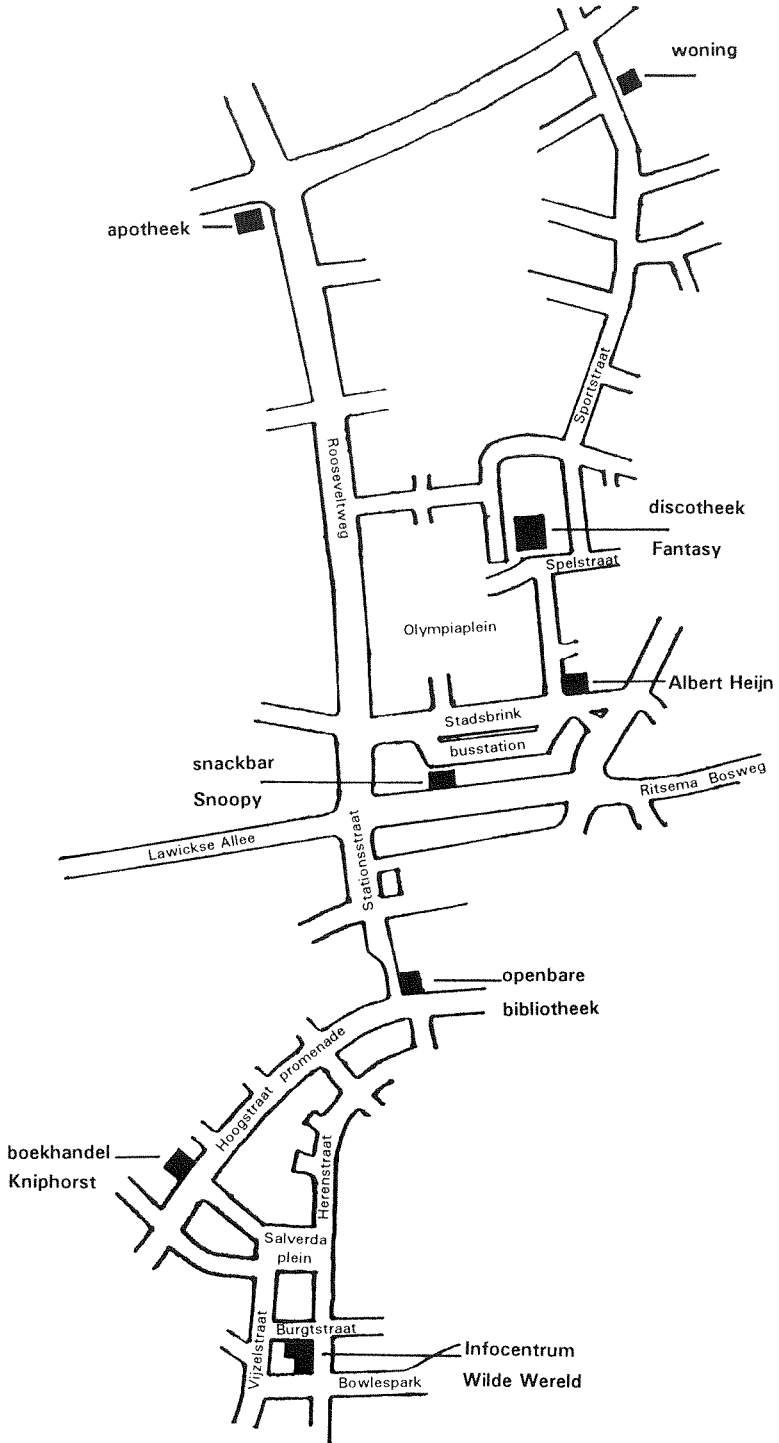 woning
apotheek
Sportstraat
Rooseveltweg
discotheek
Fantasy
Spelstraat
Olympiaplein
Albert Heijn
Stadsbrink
busstation
snackbar
Snoopy
Ritsema Bosweg
Lawickse Allee
Stationsstraat
openbare
bibliotheek
Hoogstraat promenade
boekhandel
Kniphorst
Herenstraat
Salverda
plein
Vijzelstraat
Burgtstraat
Infocentrum
Wilde Wereld
Bowlespark